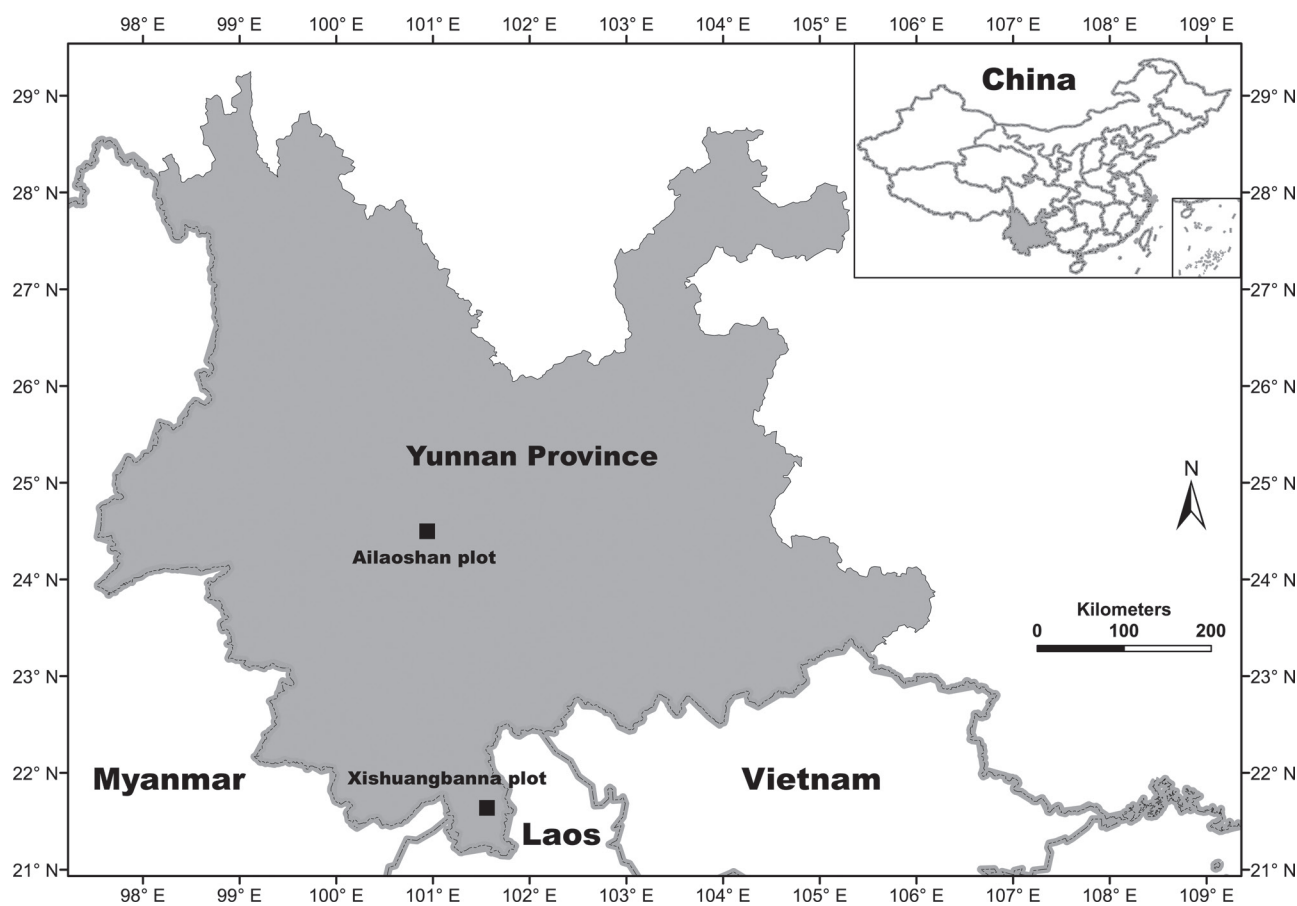 98° E 99° E 100° E 101° E 102° E 103° E 104° E 105° E 106° E 107° E 108° E 109° E
China
29° N 29° N
28° N 28° N
27° N 27° N
26° N 26° N
Yunnan Province
25° N 25° N
N
Ailaoshan plot
24° N 24° N
Kilometers
0 100 200
23° N 23° N
22° N 22° N
Myanmar
Xishuangbanna plot
Vietnam
Laos
21° N 21° N
98° E 99° E 100° E 101° E 102° E 103° E 104° E 105° E 106° E 107° E 108° E 109° E